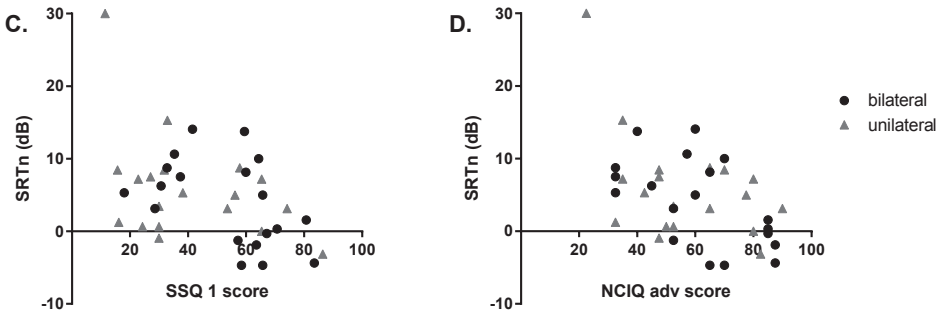 C.
30
20
10
0
-10
SRTn (dB)
20 40 60 80 100
SSQ 1 score
D.
30
20
10
0
-10
SRTn (dB)
20 40 60 80 100
NCIQ adv score
bilateral
unilateral